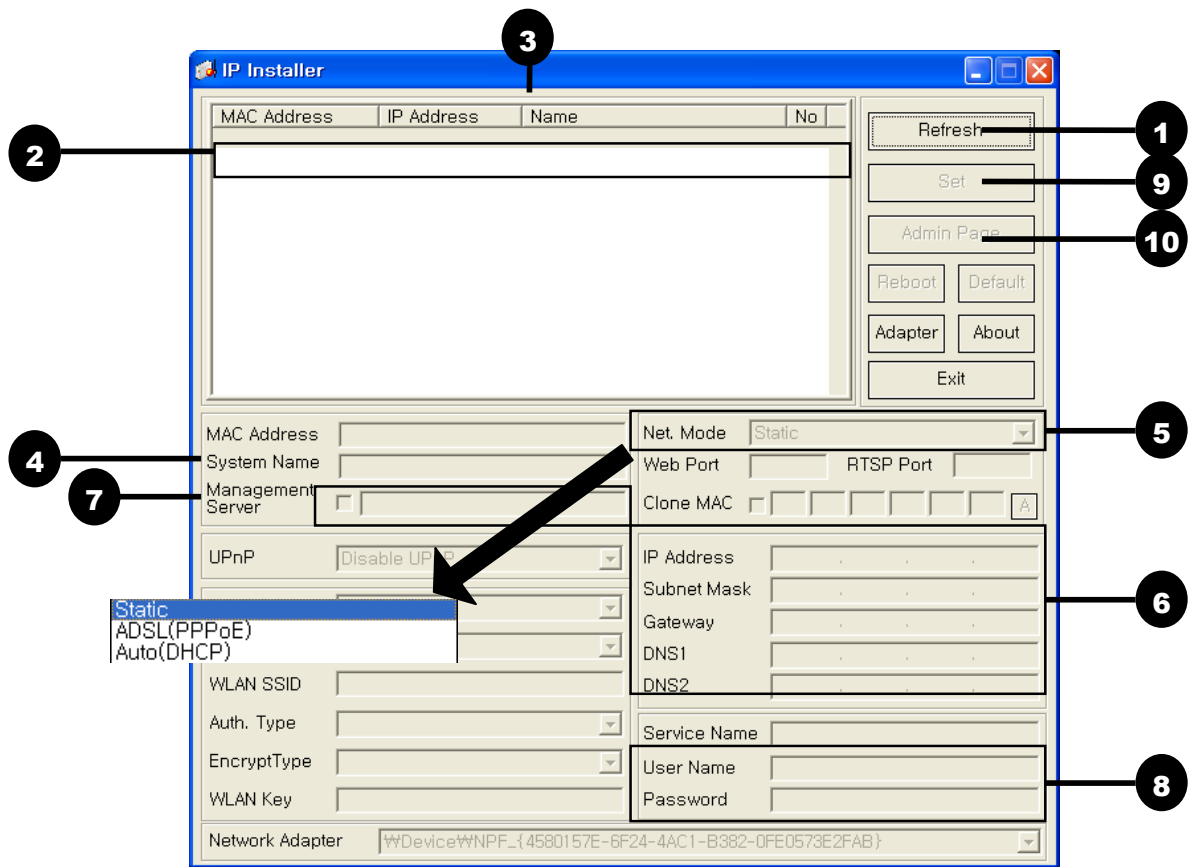 3
IP Installer
MAC Address IP Address Name No
2
Refresh 1
Set 9
Admin Page 10
Reboot Default
Adapter About
Exit
MAC Address
4 System Name
7 Management
Server
Net. Mode Static 5
Web Port RTSP Port
Clone MAC A
UPnP Disable UPnP
Static
ADSL(PPPoE)
Auto(DHCP)
WLAN SSID
Auth. Type
EncryptType
WLAN Key
IP Address
Subnet Mask
6
Gateway
DNS1
DNS2
Service Name
User Name
8
Password
Network Adapter ₩Device₩NPF_{4580157E-6F24-4AC1-B382-0FE0573E2FAB}